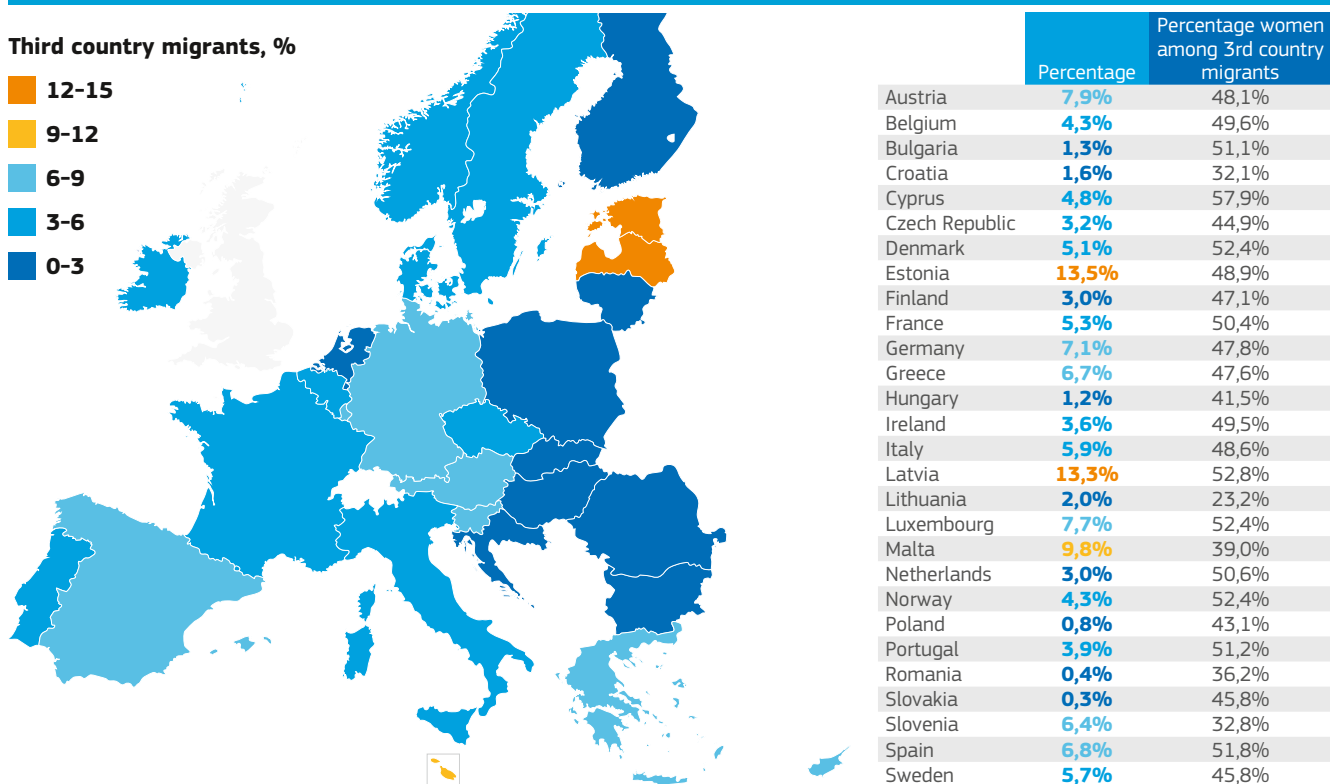 Third country migrants, %
12–15
9–12
6–9
3–6
0–3
Percentage
Percentage women
among 3rd country
migrants
Austria 7,9% 48,1%
Belgium 4,3% 49,6%
Bulgaria 1,3% 51,1%
Croatia 1,6% 32,1%
Cyprus 4,8% 57,9%
Czech Republic 3,2% 44,9%
Denmark 5,1% 52,4%
Estonia 13,5% 48,9%
Finland 3,0% 47,1%
France 5,3% 50,4%
Germany 7,1% 47,8%
Greece 6,7% 47,6%
Hungary 1,2% 41,5%
Ireland 3,6% 49,5%
Italy 5,9% 48,6%
Latvia 13,3% 52,8%
Lithuania 2,0% 23,2%
Luxembourg 7,7% 52,4%
Malta 9,8% 39,0%
Netherlands 3,0% 50,6%
Norway 4,3% 52,4%
Poland 0,8% 43,1%
Portugal 3,9% 51,2%
Romania 0,4% 36,2%
Slovakia 0,3% 45,8%
Slovenia 6,4% 32,8%
Spain 6,8% 51,8%
Sweden 5,7% 45,8%